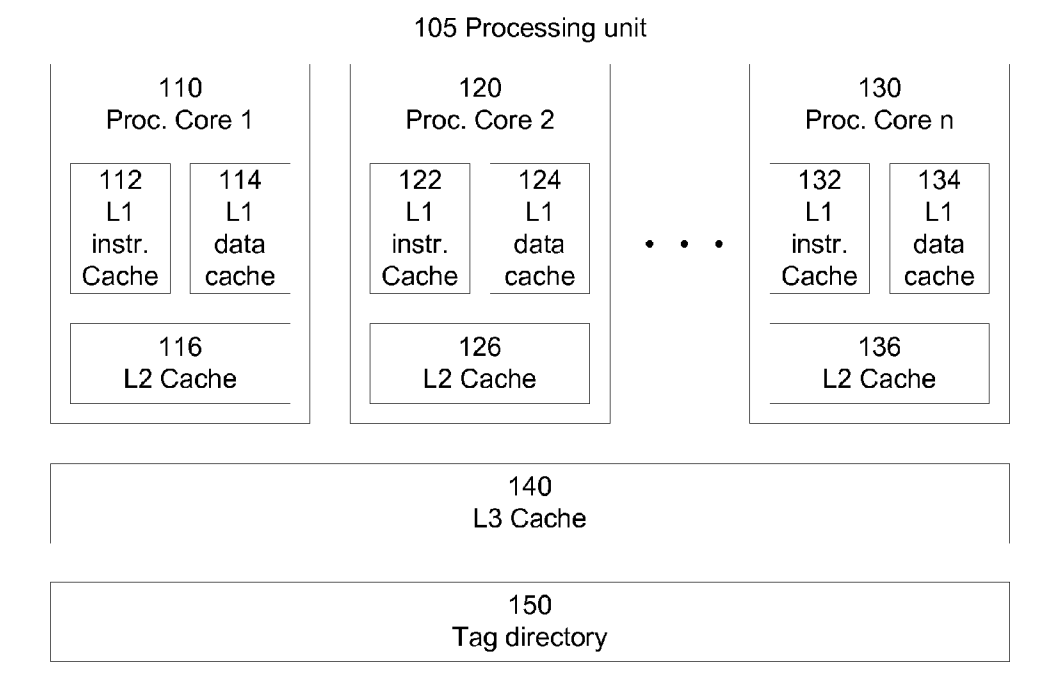 105 Processing unit
110
Proc. Core 1
112
L1
instr.
Cache
114
L1
data
cache
116
L2 Cache
120
Proc. Core 2
122
L1
instr.
Cache
124
L1
data
cache
126
L2 Cache
• • •
130
Proc. Core n
132
L1
instr.
Cache
134
L1
data
cache
136
L2 Cache
140
L3 Cache
150
Tag directory